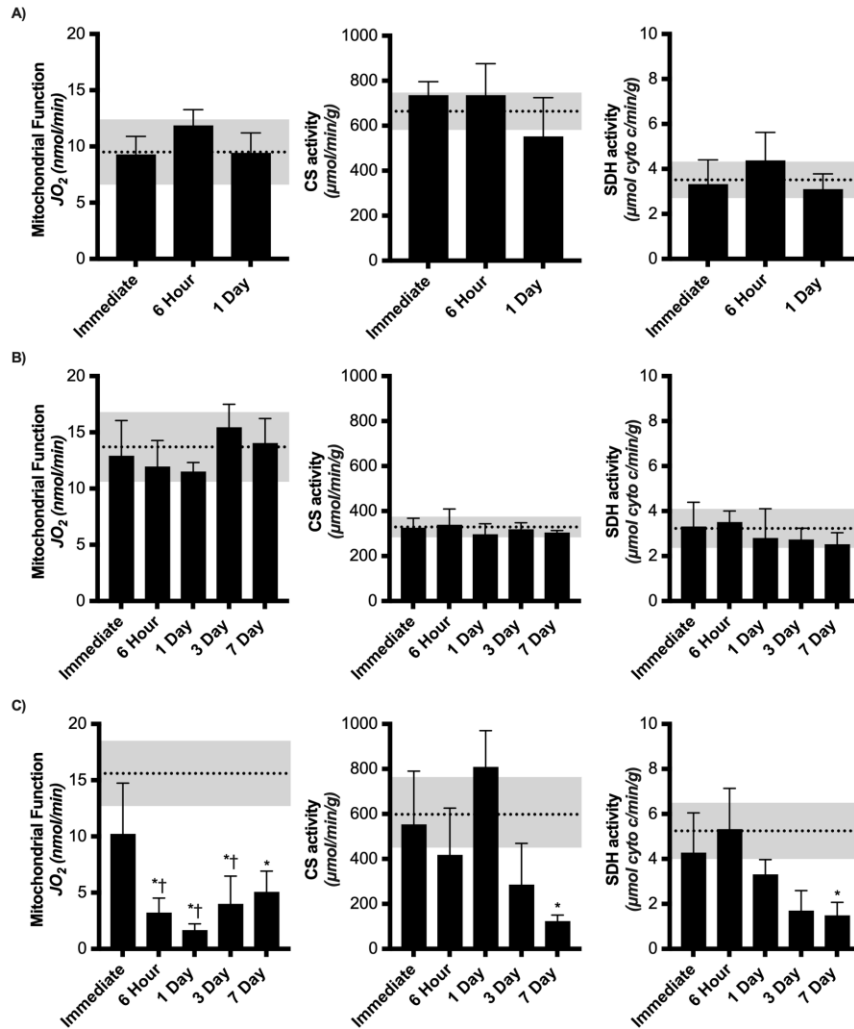 A)
Mitochondrial Function
JO₂ (nmol/min)
20
15
10
5
0
Immediate
6 Hour
1 Day
CS activity
(µmol/min/g)
1000
800
600
400
200
0
Immediate
6 Hour
1 Day
SDH activity
(µmol cyto c/min/g)
10
8
6
4
2
0
Immediate
6 Hour
1 Day
B)
Mitochondrial Function
JO₂ (nmol/min)
20
15
10
5
0
Immediate
6 Hour
1 Day
3 Day
7 Day
CS activity
(µmol/min/g)
1000
800
600
400
200
0
Immediate
6 Hour
1 Day
3 Day
7 Day
SDH activity
(µmol cyto c/min/g)
10
8
6
4
2
0
Immediate
6 Hour
1 Day
3 Day
7 Day
C)
Mitochondrial Function
JO₂ (nmol/min)
20
15
10
5
0
*†
*†
*†
*
Immediate
6 Hour
1 Day
3 Day
7 Day
CS activity
(µmol/min/g)
1000
800
600
400
200
0
*
Immediate
6 Hour
1 Day
3 Day
7 Day
SDH activity
(µmol cyto c/min/g)
10
8
6
4
2
0
*
Immediate
6 Hour
1 Day
3 Day
7 Day